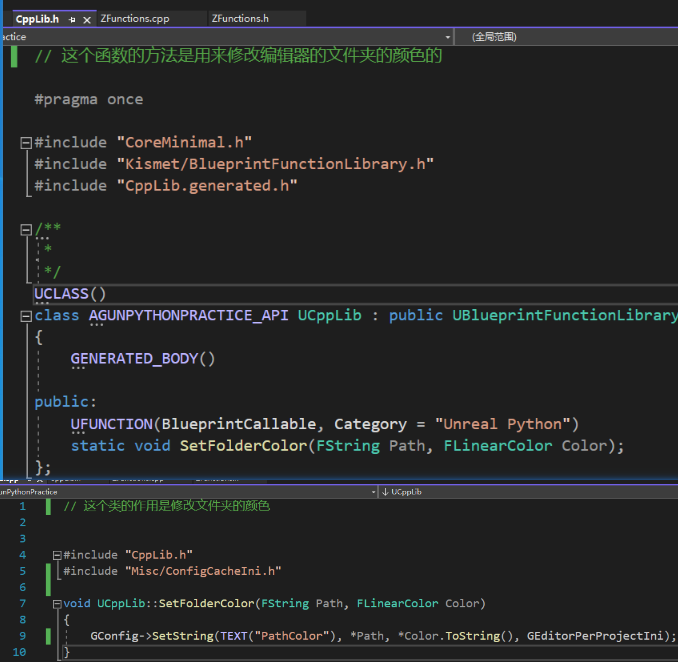 CppLib.h ZFunctions.cpp ZFunctions.h
actice (全局范围)
// 这个函数的方法是用来修改编辑器的文件夹的颜色的
#pragma once
#include "CoreMinimal.h"
#include "Kismet/BlueprintFunctionLibrary.h"
#include "CppLib.generated.h"
/**
*
*/
UCLASS()
class AGUNPYTHONPRACTICE_API UCppLib : public UBlueprintFunctionLibrary
{
GENERATED_BODY()
public:
UFUNCTION(BlueprintCallable, Category = "Unreal Python")
static void SetFolderColor(FString Path, FLinearColor Color);
};
unPythonPractice UCppLib
1 // 这个类的作用是修改文件夹的颜色
2
3
4 #include "CppLib.h"
5 #include "Misc/ConfigCacheIni.h"
6
7 void UCppLib::SetFolderColor(FString Path, FLinearColor Color)
8 {
9 GConfig->SetString(TEXT("PathColor"), *Path, *Color.ToString(), GEditorPerProjectIni);
10 }